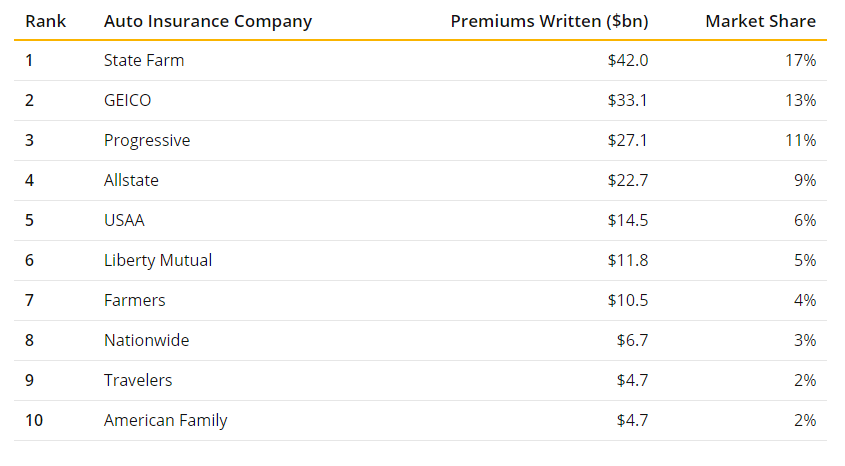 Rank Auto Insurance Company Premiums Written ($bn) Market Share
1 State Farm $42.0 17%
2 GEICO $33.1 13%
3 Progressive $27.1 11%
4 Allstate $22.7 9%
5 USAA $14.5 6%
6 Liberty Mutual $11.8 5%
7 Farmers $10.5 4%
8 Nationwide $6.7 3%
9 Travelers $4.7 2%
10 American Family $4.7 2%